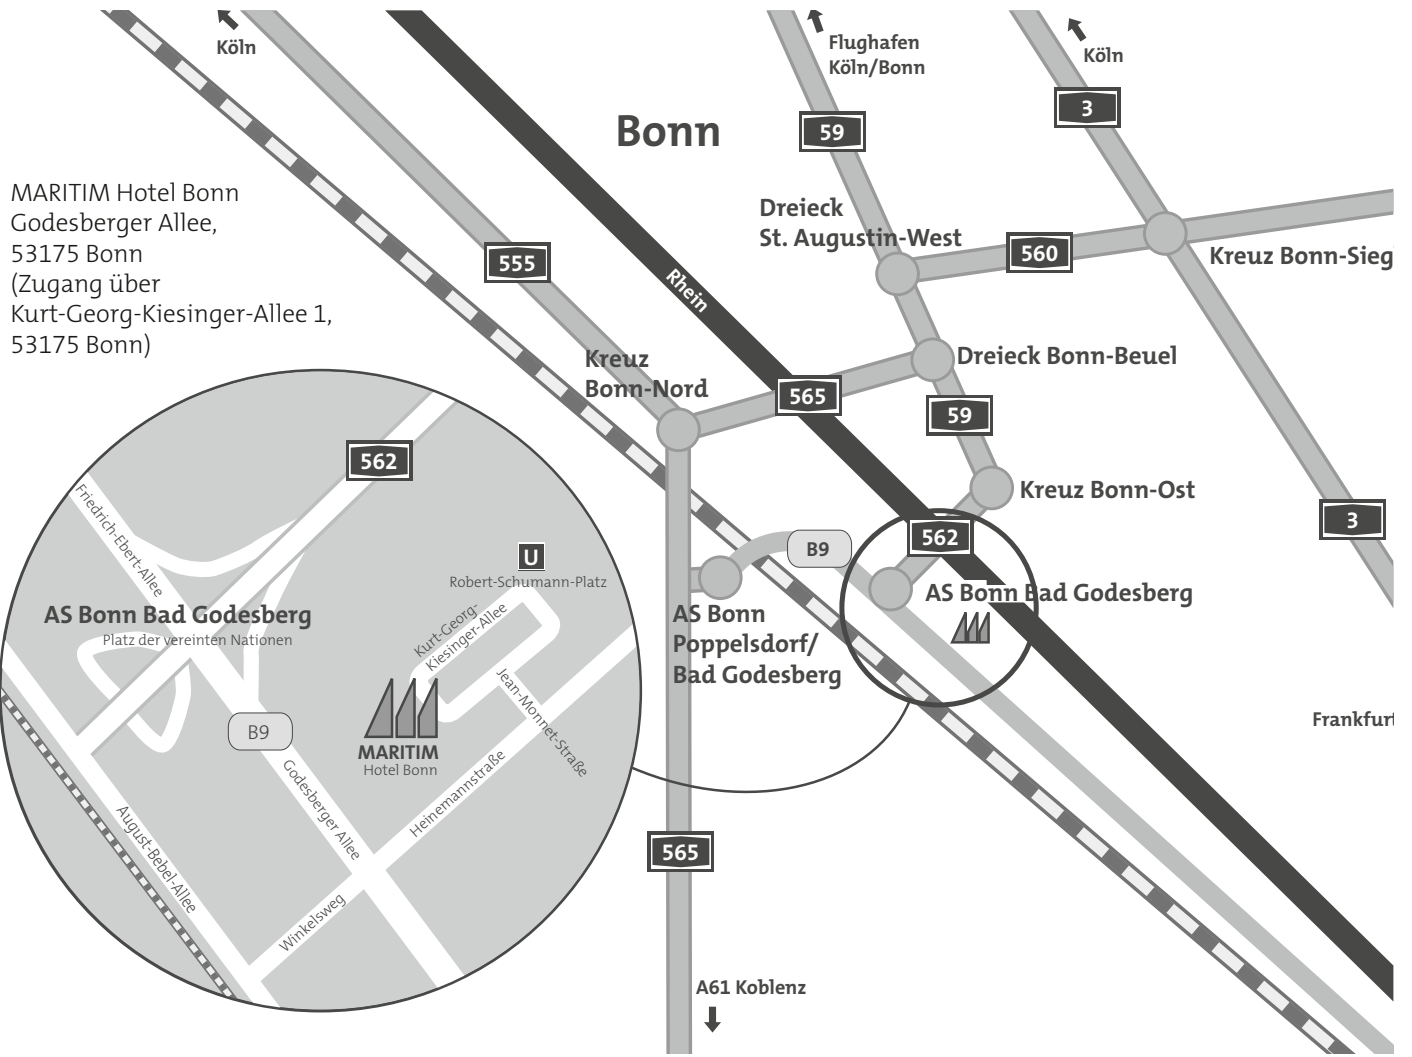 Köln
Flughafen
Köln/Bonn
Köln
3
59
Bonn
MARITIM Hotel Bonn
Godesberger Allee,
53175 Bonn
(Zugang über
Kurt-Georg-Kiesinger-Allee 1,
53175 Bonn)
Dreieck
St. Augustin-West
560
Kreuz Bonn-Sieg
555
Rhein
Kreuz
Bonn-Nord
Dreieck Bonn-Beuel
565
59
562
Kreuz Bonn-Ost
3
562
B9
Friedrich-Ebert-Allee
U
Robert-Schumann-Platz
AS Bonn Bad Godesberg
AS Bonn Bad Godesberg
Platz der vereinten Nationen
Kurt-Georg-
Kiesinger-Allee
AS Bonn
Poppelsdorf/
Bad Godesberg
Jean-Monnet-Straße
B9
MARITIM
Hotel Bonn
Frankfurt
Godesberger Allee
Heinemannstraße
August-Bebel-Allee
565
Winkelsweg
A61 Koblenz